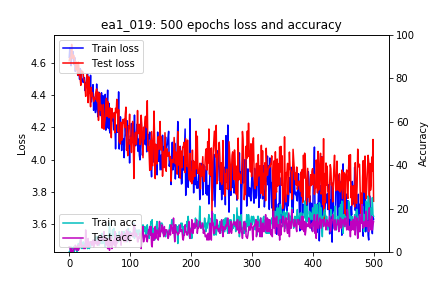 ea1_019: 500 epochs loss and accuracy
Train loss
Test loss
Train acc
Test acc
Loss
4.6
4.4
4.2
4.0
3.8
3.6
Accuracy
100
80
60
40
20
0
0
100
200
300
400
500